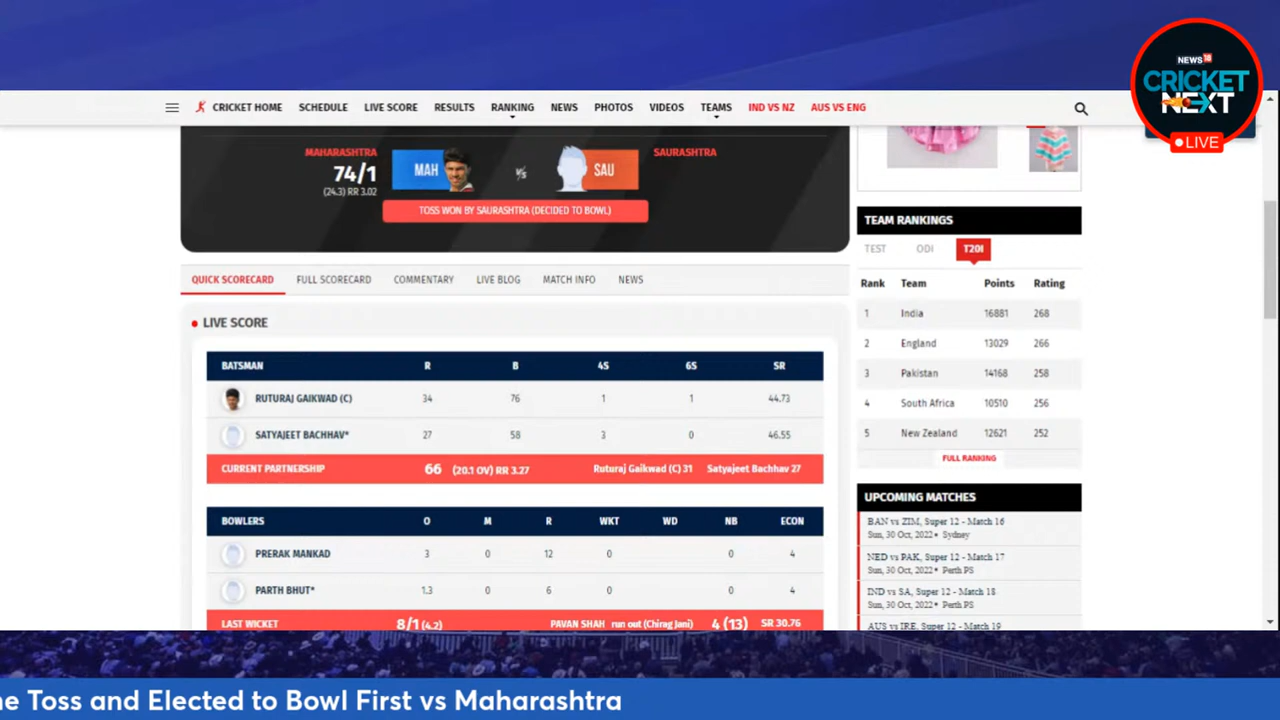 NEWS 18
CRICKET
NEXT
LIVE
CRICKET HOME SCHEDULE LIVE SCORE RESULTS RANKING NEWS PHOTOS VIDEOS TEAMS IND VS NZ AUS VS ENG
MAHARASHTRA
74/1
(24.3) RR 3.02
MAH
VS
SAU
SAURASHTRA
TOSS WON BY SAURASHTRA (DECIDED TO BOWL)
QUICK SCORECARD FULL SCORECARD COMMENTARY LIVE BLOG MATCH INFO NEWS
LIVE SCORE
BATSMAN R B 4S 6S SR
RUTURAJ GAIKWAD (C) 34 76 1 1 44.73
SATYAJEET BACHHAV* 27 58 3 0 46.55
CURRENT PARTNERSHIP 66 (20.1 OV) RR 3.27 Ruturaj Gaikwad (C) 31 Satyajeet Bachhav 27
BOWLERS O M R WKT WD NB ECON
PRERAK MANKAD 3 0 12 0 0 4
PARTH BHUT* 1.3 0 6 0 0 4
LAST WICKET 8/1 (4.2) PAVAN SHAH run out (Chirag Jani) 4 (13) SR 30.76
TEAM RANKINGS
TEST ODI T20I
Rank Team Points Rating
1 India 16881 268
2 England 13029 266
3 Pakistan 14168 258
4 South Africa 10510 256
5 New Zealand 12621 252
FULL RANKING
UPCOMING MATCHES
BAN vs ZIM, Super 12 - Match 16
Sun, 30 Oct, 2022 • Sydney
NED vs PAK, Super 12 - Match 17
Sun, 30 Oct, 2022 • Perth PS
IND vs SA, Super 12 - Match 18
Sun, 30 Oct, 2022 • Perth PS
AUS vs IRE, Super 12 - Match 19
he Toss and Elected to Bowl First vs Maharashtra